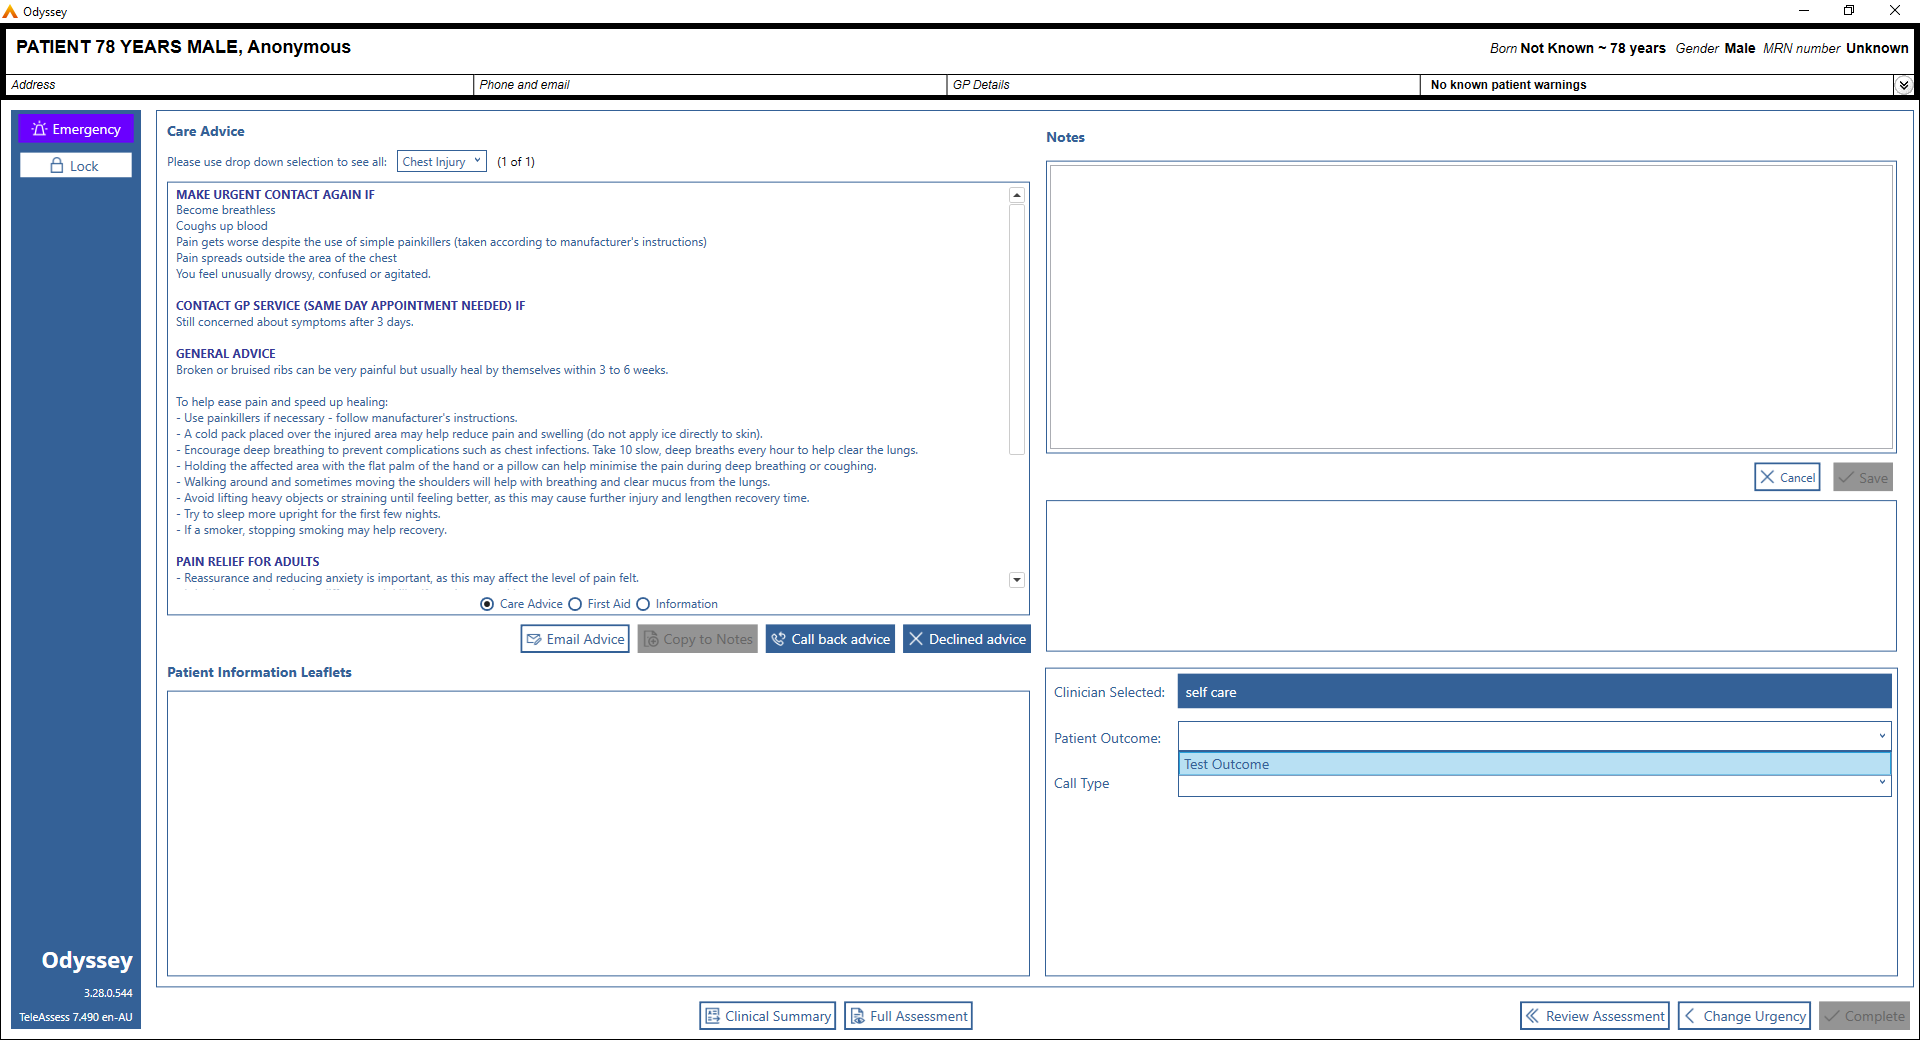 Odyssey
PATIENT 78 YEARS MALE, Anonymous
Born Not Known ~ 78 years Gender Male MRN number Unknown
Address
Phone and email
GP Details
No known patient warnings
Emergency
Lock
Care Advice
Please use drop down selection to see all: Chest Injury (1 of 1)
MAKE URGENT CONTACT AGAIN IF
Become breathless
Coughs up blood
Pain gets worse despite the use of simple painkillers (taken according to manufacturer's instructions)
Pain spreads outside the area of the chest
You feel unusually drowsy, confused or agitated.
CONTACT GP SERVICE (SAME DAY APPOINTMENT NEEDED) IF
Still concerned about symptoms after 3 days.
GENERAL ADVICE
Broken or bruised ribs can be very painful but usually heal by themselves within 3 to 6 weeks.
To help ease pain and speed up healing:
- Use painkillers if necessary - follow manufacturer's instructions.
- A cold pack placed over the injured area may help reduce pain and swelling (do not apply ice directly to skin).
- Encourage deep breathing to prevent complications such as chest infections. Take 10 slow, deep breaths every hour to help clear the lungs.
- Holding the affected area with the flat palm of the hand or a pillow can help minimise the pain during deep breathing or coughing.
- Walking around and sometimes moving the shoulders will help with breathing and clear mucus from the lungs.
- Avoid lifting heavy objects or straining until feeling better, as this may cause further injury and lengthen recovery time.
- Try to sleep more upright for the first few nights.
- If a smoker, stopping smoking may help recovery.
PAIN RELIEF FOR ADULTS
- Reassurance and reducing anxiety is important, as this may affect the level of pain felt.
Care Advice First Aid Information
Email Advice
Copy to Notes
Call back advice
Declined advice
Patient Information Leaflets
Notes
Cancel
Save
Clinician Selected: self care
Patient Outcome:
Test Outcome
Call Type
Odyssey
3.28.0.544
TeleAssess 7.490 en-AU
Clinical Summary
Full Assessment
Review Assessment
Change Urgency
Complete